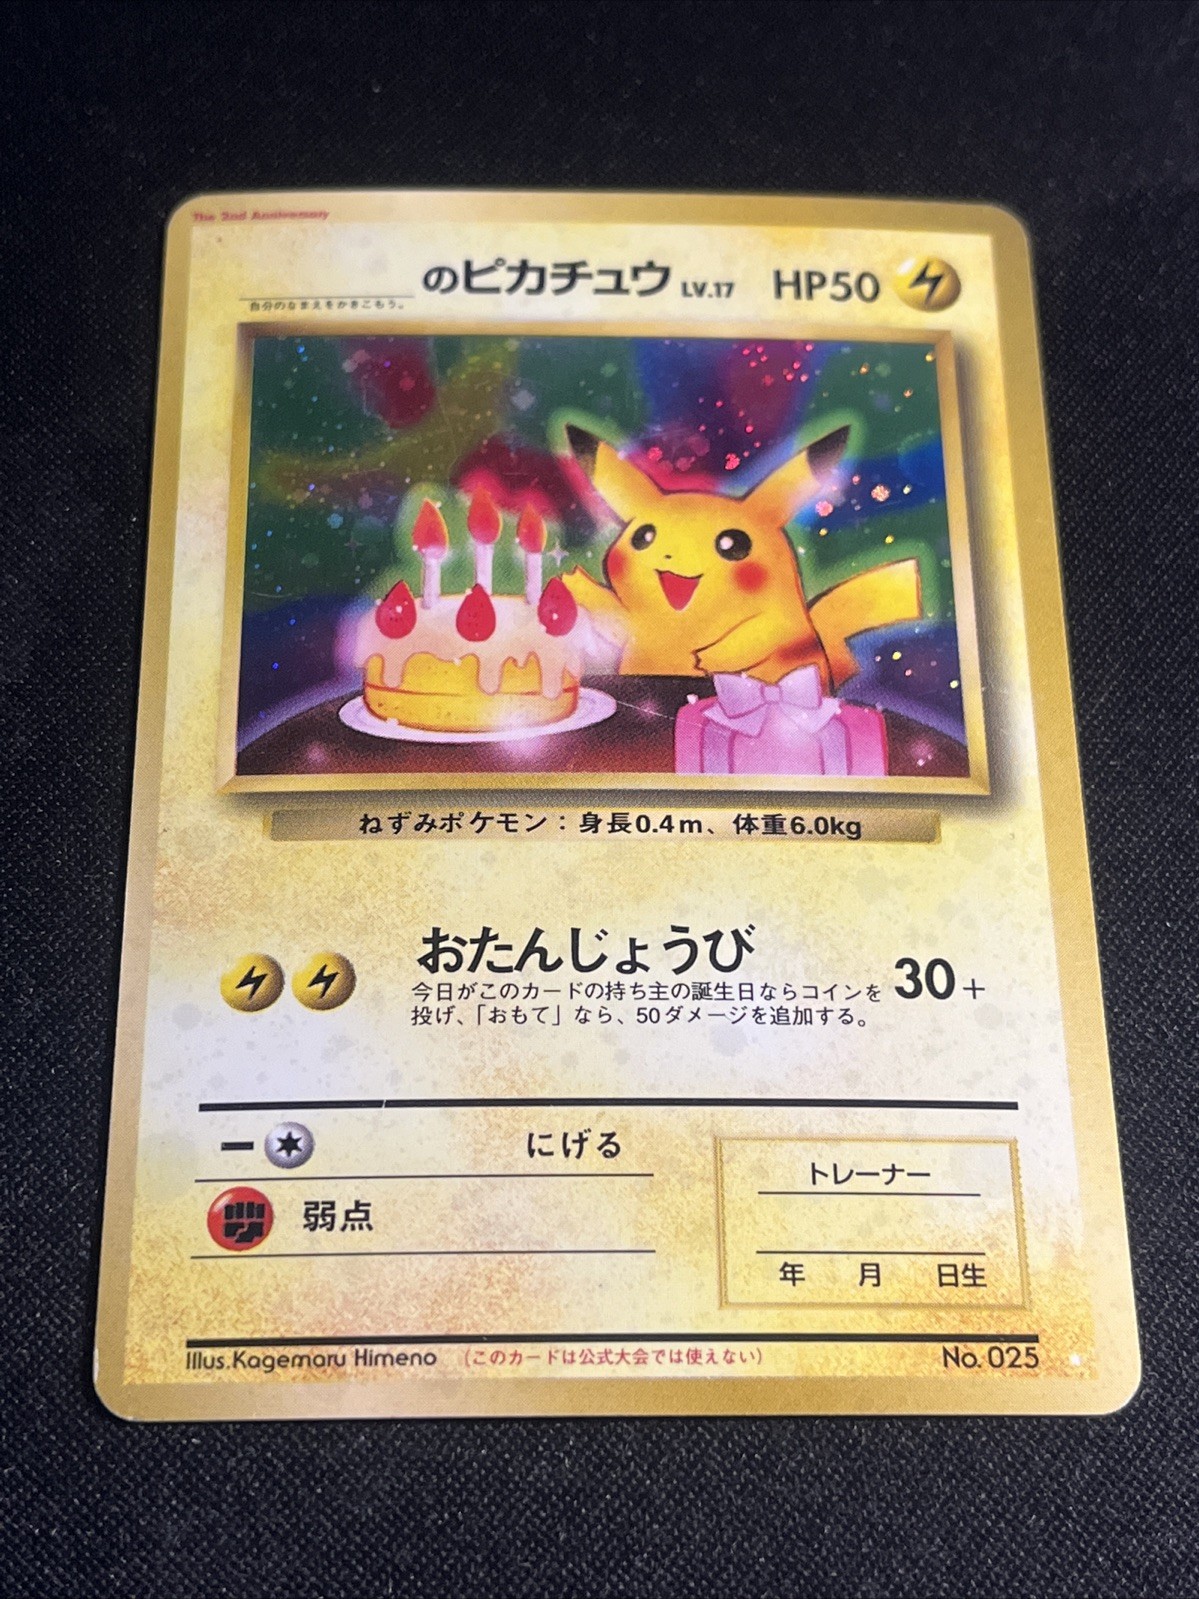 The 2nd Anniversary
のピカチュウ LV.17 HP50
自分のなまえをかきこもう。
ねずみポケモン：身長0.4m、体重6.0kg
おたんじょうび 30+
今日がこのカードの持ち主の誕生日ならコインを
投げ、「おもて」なら、50ダメージを追加する。
にげる
弱点
トレーナー
年 月 日生
Illus.Kagemaru Himeno （このカードは公式大会では使えない） No.025